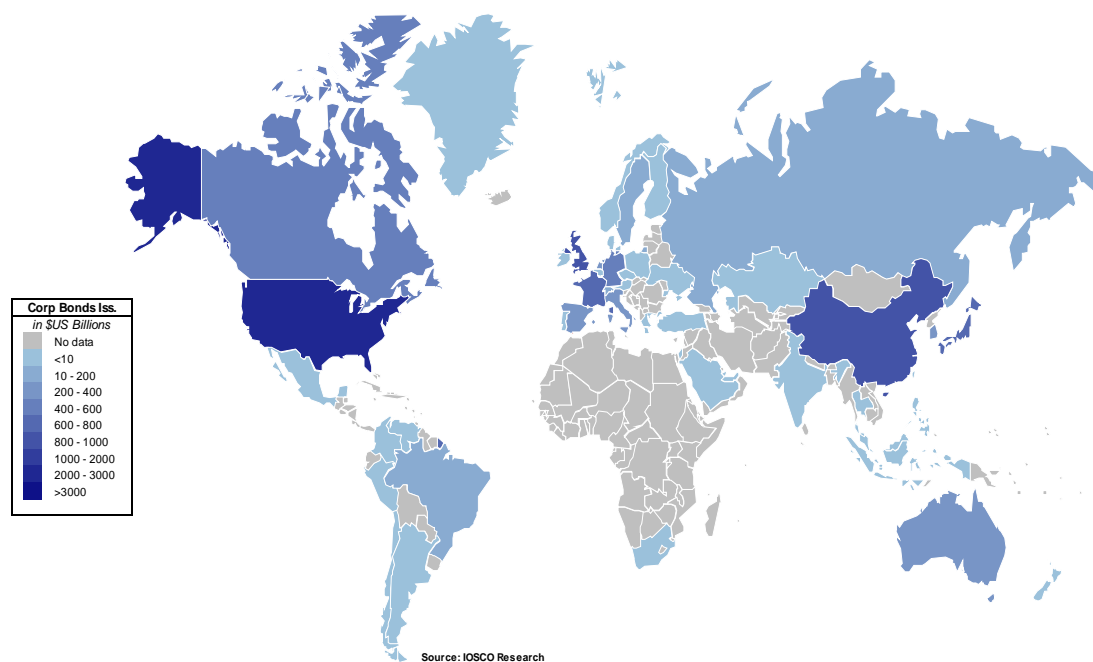 Corp Bonds Iss.
in $US Billions
No data
<10
10 - 200
200 - 400
400 - 600
600 - 800
800 - 1000
1000 - 2000
2000 - 3000
>3000
Source: IOSCO Research